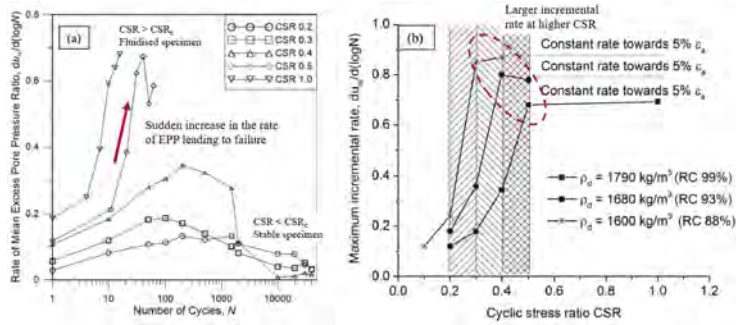 (a)
CSR > CSRc
Fluidised specimen
CSR 0.2
CSR 0.3
CSR 0.4
CSR 0.5
CSR 1.0
Sudden increase in the rate
of EPP leading to failure
CSR < CSRc
Stable specimen
Rate of Mean Excess Pore Pressure Ratio, du*/d(logN)
0.8
0.6
0.4
0.2
0
1
10
100
1000
10000
Number of Cycles, N
Larger incremental
rate at higher CSR
(b)
Constant rate towards 5% εa
Constant rate towards 5% εa
Constant rate towards 5% εa
ρd = 1790 kg/m³ (RC 99%)
ρd = 1680 kg/m³ (RC 93%)
ρd = 1600 kg/m³ (RC 88%)
Maximum incremental rate, du*/d(logN)
1.0
0.8
0.6
0.4
0.2
0.0
0.0
0.2
0.4
0.6
0.8
1.0
1.2
Cyclic stress ratio CSR